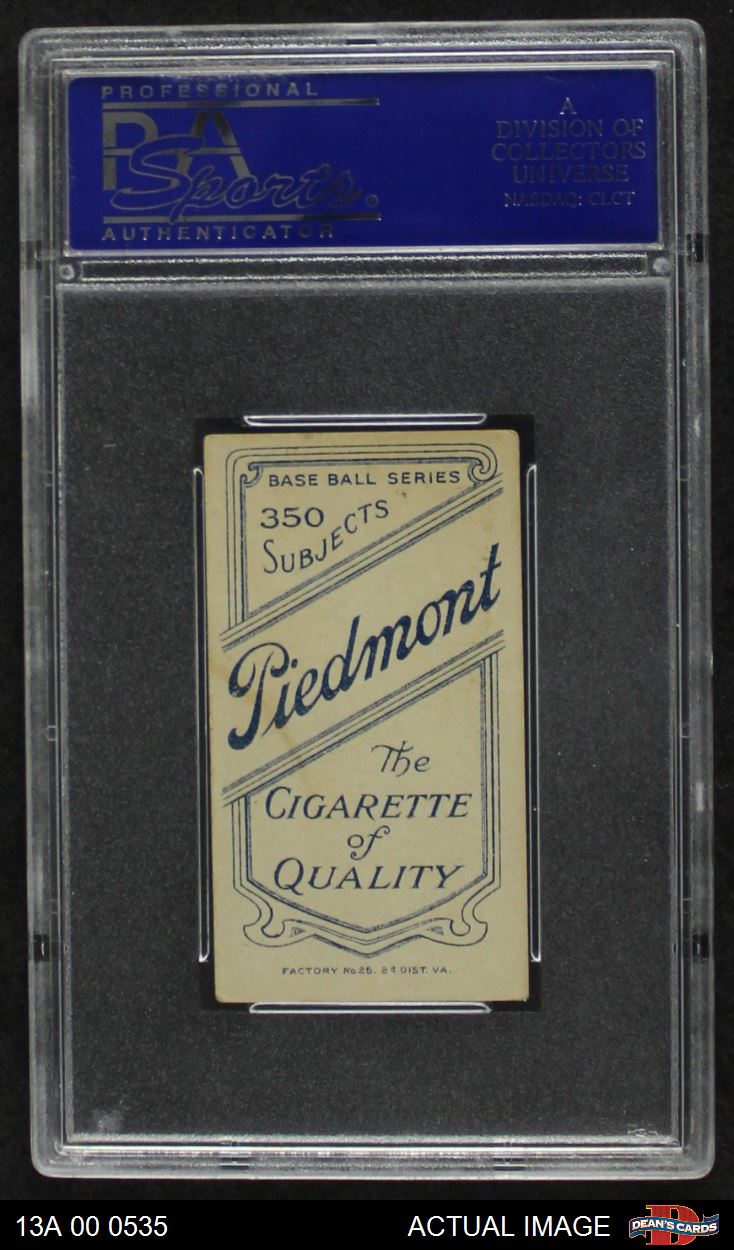 PROFESSIONAL
PSA
Sports
AUTHENTICATOR
A
DIVISION OF
COLLECTORS
UNIVERSE
NASDAQ: CLCT
BASE BALL SERIES
350
SUBJECTS
Piedmont
The
CIGARETTE
of
QUALITY
FACTORY No. 25. 2d DIST. VA.
13A 00 0535
ACTUAL IMAGE
D
DEAN'S CARDS